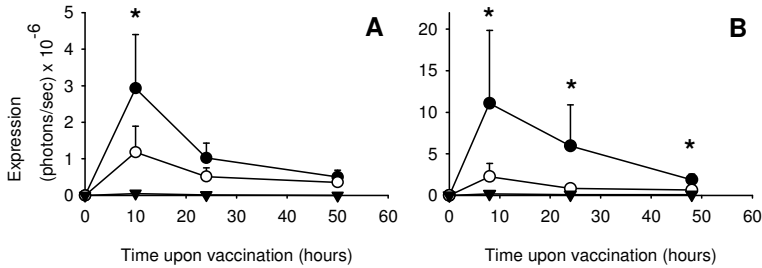 A
*
5
4
3
2
1
0
0 10 20 30 40 50 60
Expression
(photons/sec) x 10^-6
Time upon vaccination (hours)
B
*
*
*
20
15
10
5
0
0 10 20 30 40 50 60
Time upon vaccination (hours)